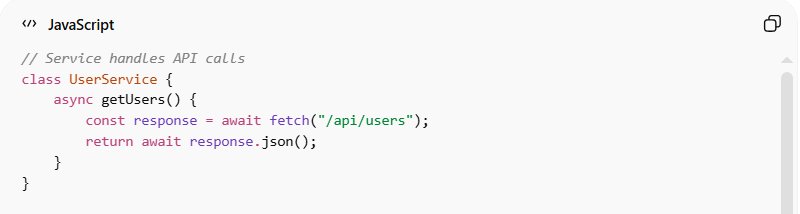 JavaScript
// Service handles API calls
class UserService {
    async getUsers() {
        const response = await fetch("/api/users");
        return await response.json();
    }
}